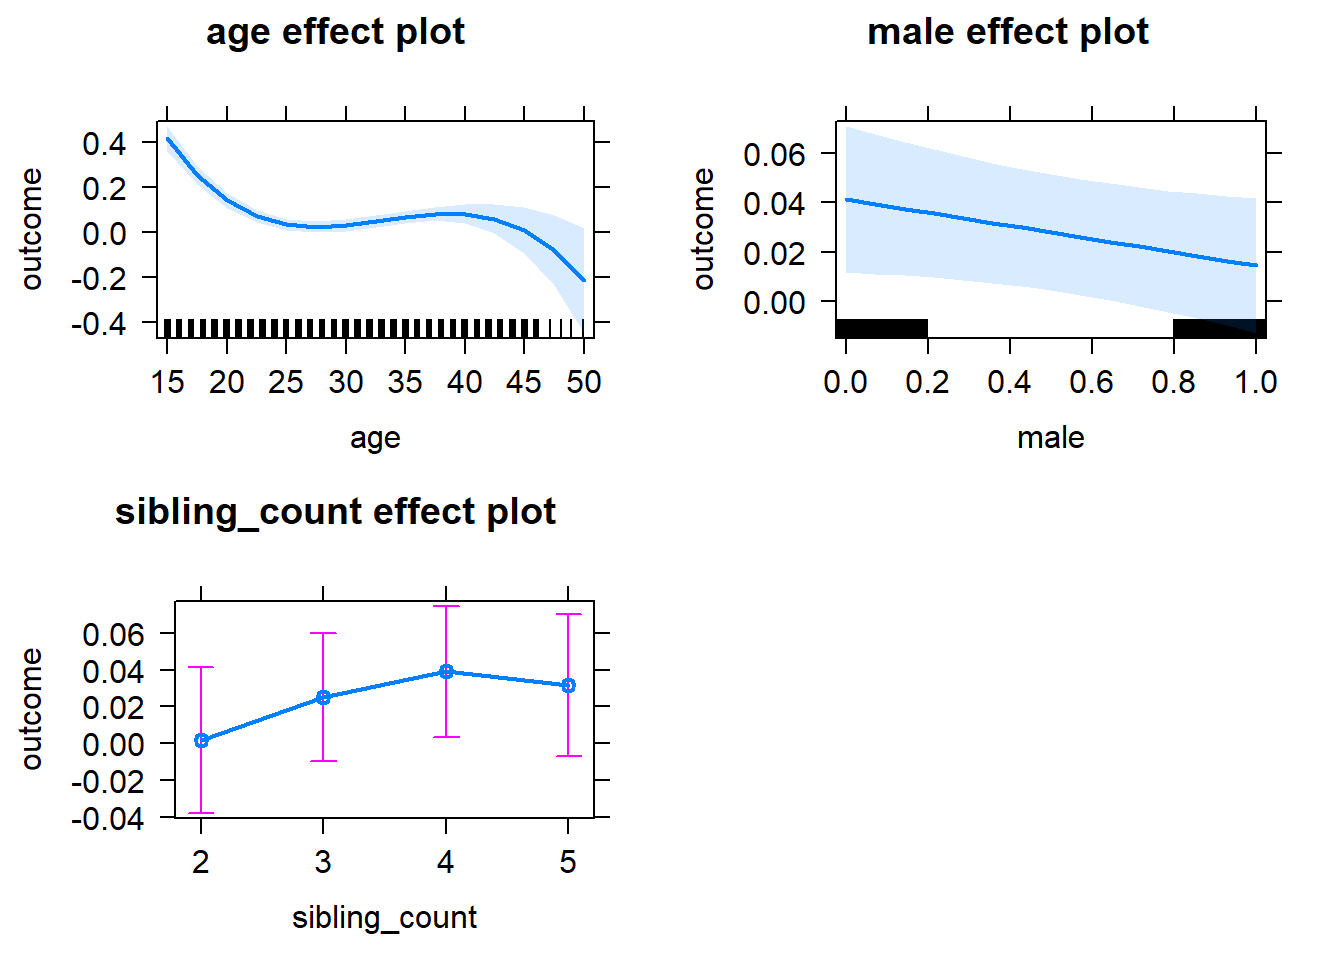 age effect plot
outcome
0.4
0.2
0.0
-0.2
-0.4
15 20 25 30 35 40 45 50
age
male effect plot
outcome
0.06
0.04
0.02
0.00
0.0 0.2 0.4 0.6 0.8 1.0
male
sibling_count effect plot
outcome
0.06
0.04
0.02
0.00
-0.02
-0.04
2 3 4 5
sibling_count